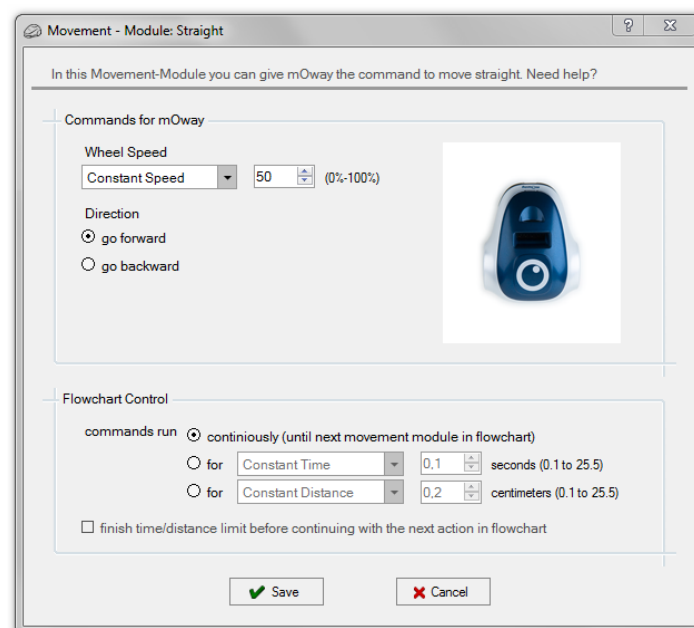 Movement - Module: Straight
In this Movement-Module you can give mOway the command to move straight. Need help?
Commands for mOway
Wheel Speed
Constant Speed 50 (0%-100%)
Direction
go forward
go backward
Flowchart Control
commands run continiously (until next movement module in flowchart)
for Constant Time 0,1 seconds (0.1 to 25.5)
for Constant Distance 0,2 centimeters (0.1 to 25.5)
finish time/distance limit before continuing with the next action in flowchart
Save Cancel